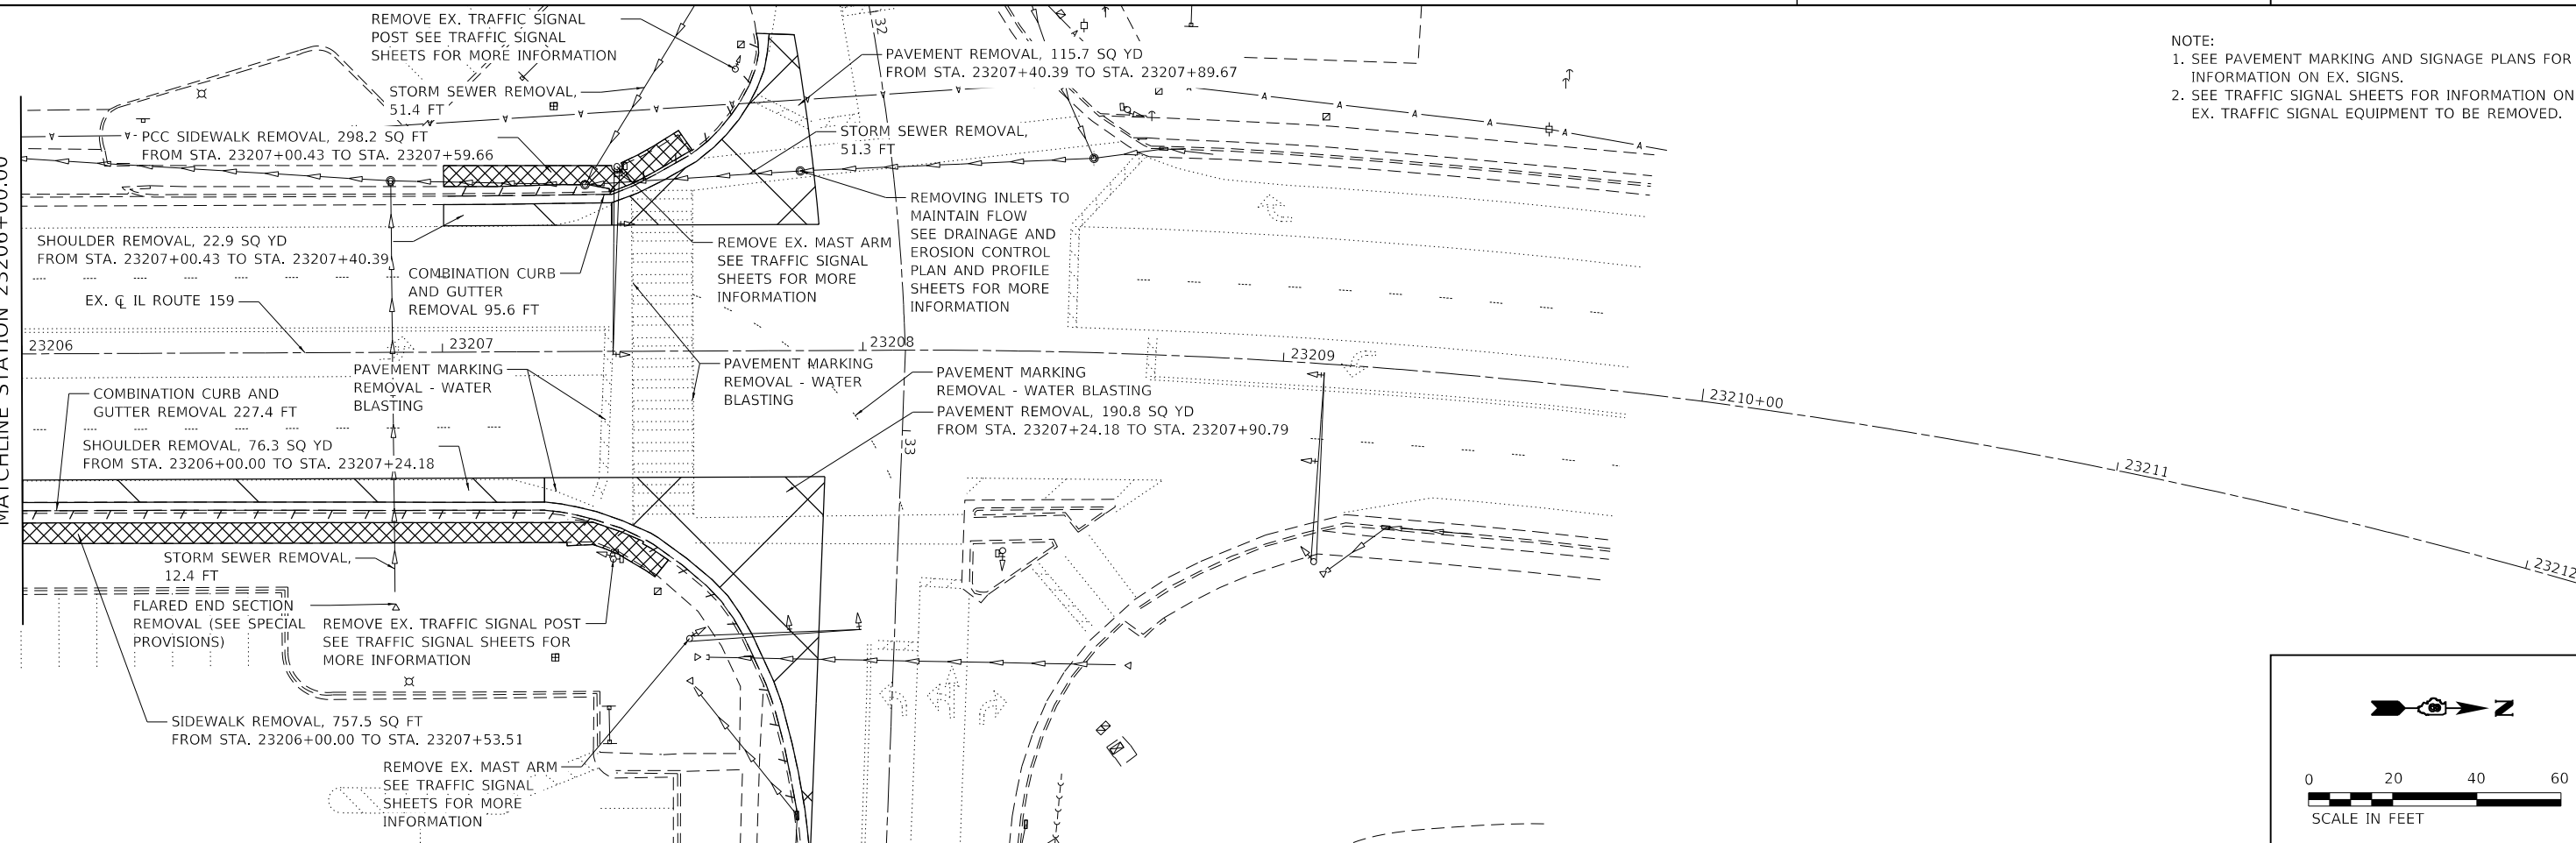 REMOVE EX. TRAFFIC SIGNAL
POST SEE TRAFFIC SIGNAL
SHEETS FOR MORE INFORMATION
STORM SEWER REMOVAL,
51.4 FT
PCC SIDEWALK REMOVAL, 298.2 SQ FT
FROM STA. 23207+00.43 TO STA. 23207+59.66
PAVEMENT REMOVAL, 115.7 SQ YD
FROM STA. 23207+40.39 TO STA. 23207+89.67
32
STORM SEWER REMOVAL,
51.3 FT
REMOVING INLETS TO
MAINTAIN FLOW
SEE DRAINAGE AND
EROSION CONTROL
PLAN AND PROFILE
SHEETS FOR MORE
INFORMATION
NOTE:
1. SEE PAVEMENT MARKING AND SIGNAGE PLANS FOR
INFORMATION ON EX. SIGNS.
2. SEE TRAFFIC SIGNAL SHEETS FOR INFORMATION ON
EX. TRAFFIC SIGNAL EQUIPMENT TO BE REMOVED.
MATCHLINE STATION 23206+00.00
SHOULDER REMOVAL, 22.9 SQ YD
FROM STA. 23207+00.43 TO STA. 23207+40.39
COMBINATION CURB
AND GUTTER
REMOVAL 95.6 FT
REMOVE EX. MAST ARM
SEE TRAFFIC SIGNAL
SHEETS FOR MORE
INFORMATION
EX. ℄ IL ROUTE 159
23206
23207
23208
23209
23210+00
23211
23212
PAVEMENT MARKING
REMOVAL - WATER
BLASTING
PAVEMENT MARKING
REMOVAL - WATER
BLASTING
PAVEMENT MARKING
REMOVAL - WATER BLASTING
PAVEMENT REMOVAL, 190.8 SQ YD
FROM STA. 23207+24.18 TO STA. 23207+90.79
33
COMBINATION CURB AND
GUTTER REMOVAL 227.4 FT
SHOULDER REMOVAL, 76.3 SQ YD
FROM STA. 23206+00.00 TO STA. 23207+24.18
STORM SEWER REMOVAL,
12.4 FT
FLARED END SECTION
REMOVAL (SEE SPECIAL
PROVISIONS)
REMOVE EX. TRAFFIC SIGNAL POST
SEE TRAFFIC SIGNAL SHEETS FOR
MORE INFORMATION
SIDEWALK REMOVAL, 757.5 SQ FT
FROM STA. 23206+00.00 TO STA. 23207+53.51
REMOVE EX. MAST ARM
SEE TRAFFIC SIGNAL
SHEETS FOR MORE
INFORMATION
N
0 20 40 60
SCALE IN FEET